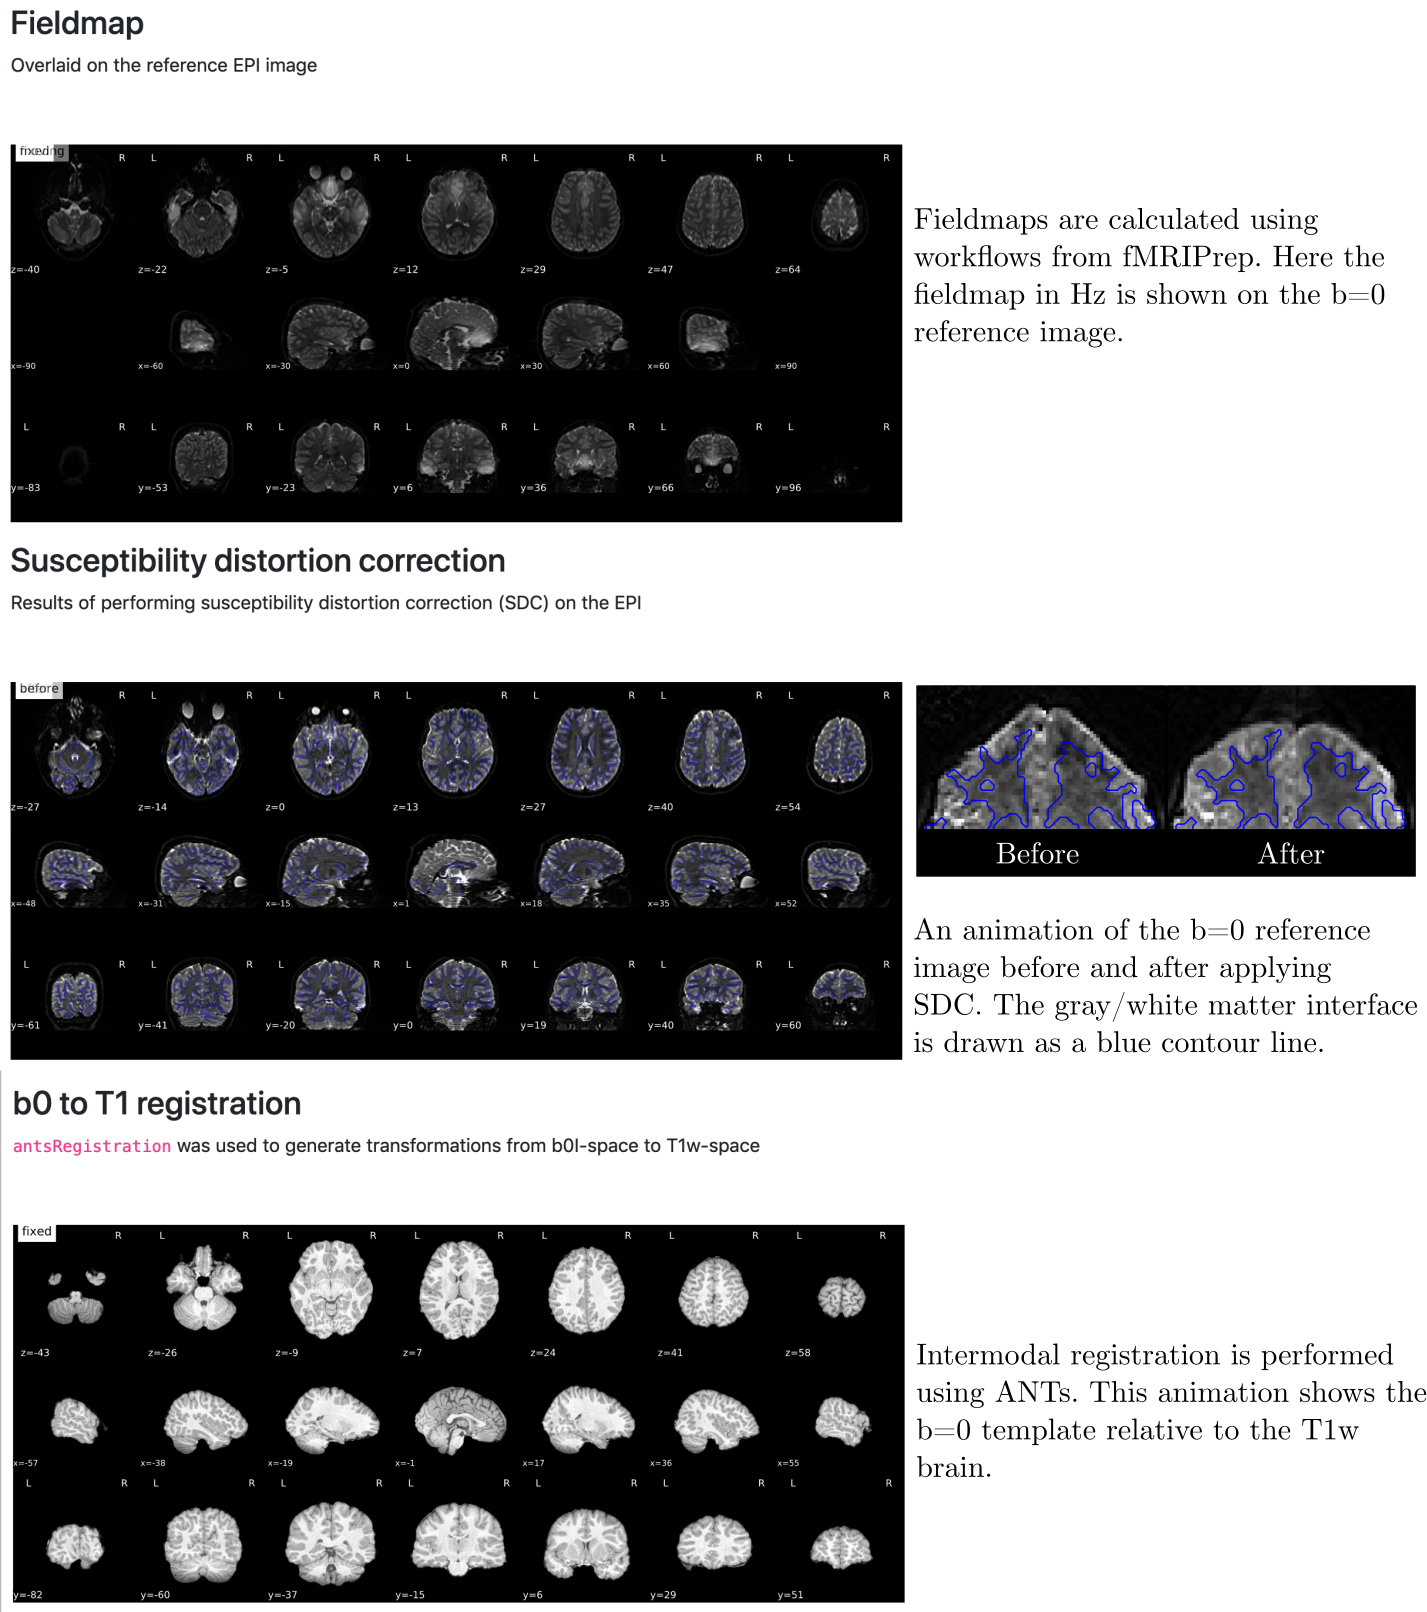 Fieldmap
Overlaid on the reference EPI image
R L R L R L R L R L R L R
z=-40 z=-22 z=-5 z=12 z=29 z=47 z=64
x=-90 x=-60 x=-30 x=0 x=30 x=60 x=90
L R L R L R L R L R L R L
y=-83 y=-53 y=-23 y=6 y=36 y=66 y=96
Fieldmaps are calculated using
workflows from fMRIPrep. Here the
fieldmap in Hz is shown on the b=0
reference image.
Susceptibility distortion correction
Results of performing susceptibility distortion correction (SDC) on the EPI
before
R L R L R L R L R L R L R
z=-27 z=-14 z=0 z=13 z=27 z=40 z=54
x=-48 x=-31 x=-15 x=1 x=18 x=35 x=52
L R L R L R L R L R L R L R
y=-61 y=-41 y=-20 y=0 y=19 y=40 y=60
Before After
An animation of the b=0 reference
image before and after applying
SDC. The gray/white matter interface
is drawn as a blue contour line.
b0 to T1 registration
antsRegistration was used to generate transformations from b0I-space to T1w-space
fixed
R L R L R L R L R L R L R
z=-43 z=-26 z=-9 z=7 z=24 z=41 z=58
x=-57 x=-38 x=-19 x=-1 x=17 x=36 x=55
L R L R L R L R L R L R L R
y=-82 y=-60 y=-37 y=-15 y=6 y=29 y=51
Intermodal registration is performed
using ANTs. This animation shows the
b=0 template relative to the T1w
brain.